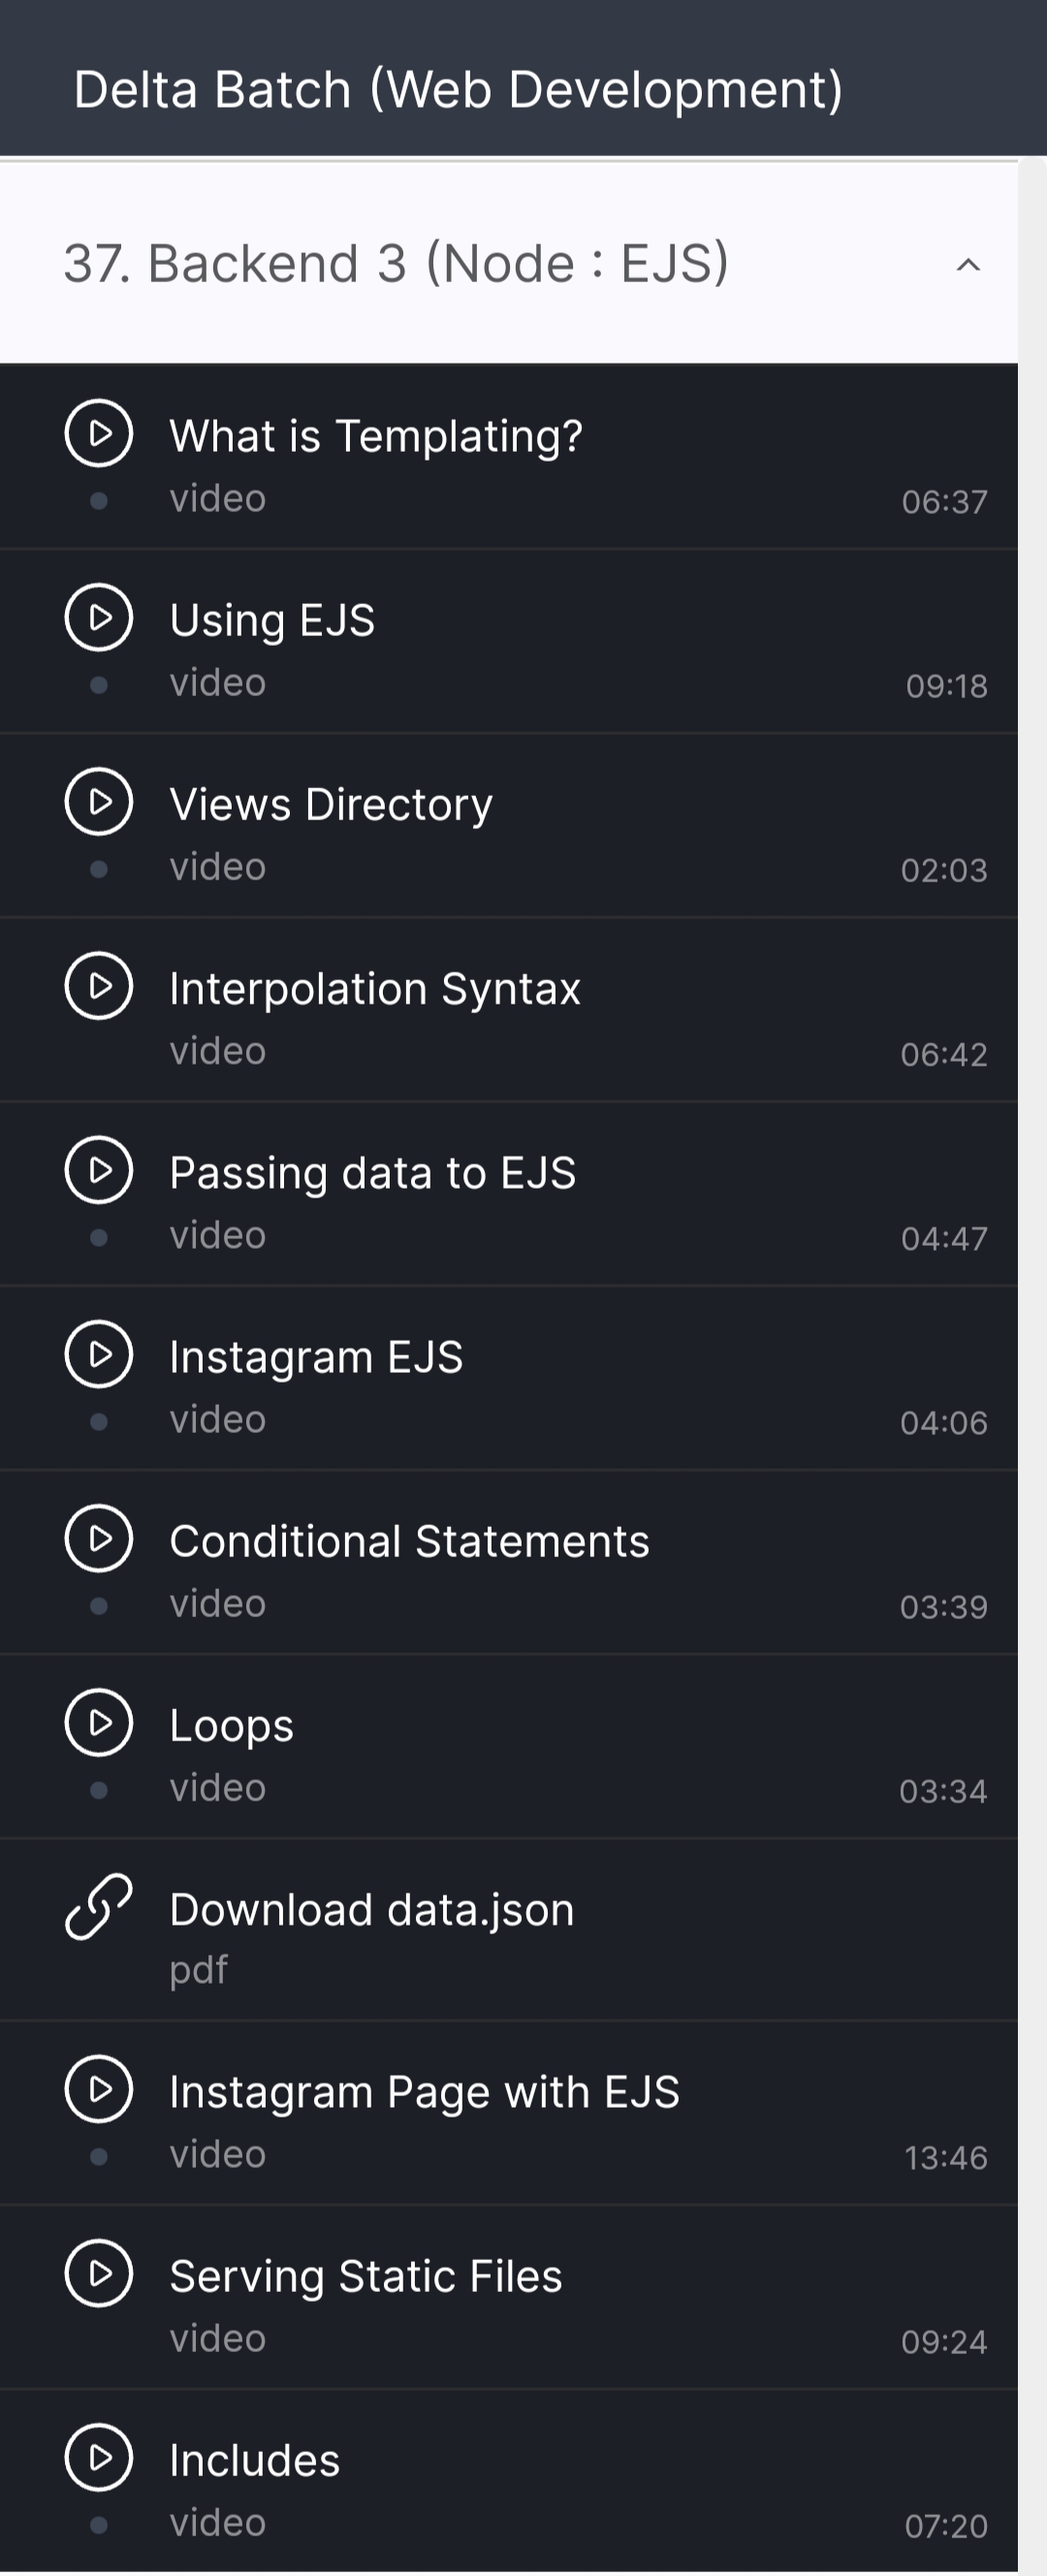 Delta Batch (Web Development)
37. Backend 3 (Node : EJS)
What is Templating?
video 06:37
Using EJS
video 09:18
Views Directory
video 02:03
Interpolation Syntax
video 06:42
Passing data to EJS
video 04:47
Instagram EJS
video 04:06
Conditional Statements
video 03:39
Loops
video 03:34
Download data.json
pdf
Instagram Page with EJS
video 13:46
Serving Static Files
video 09:24
Includes
video 07:20